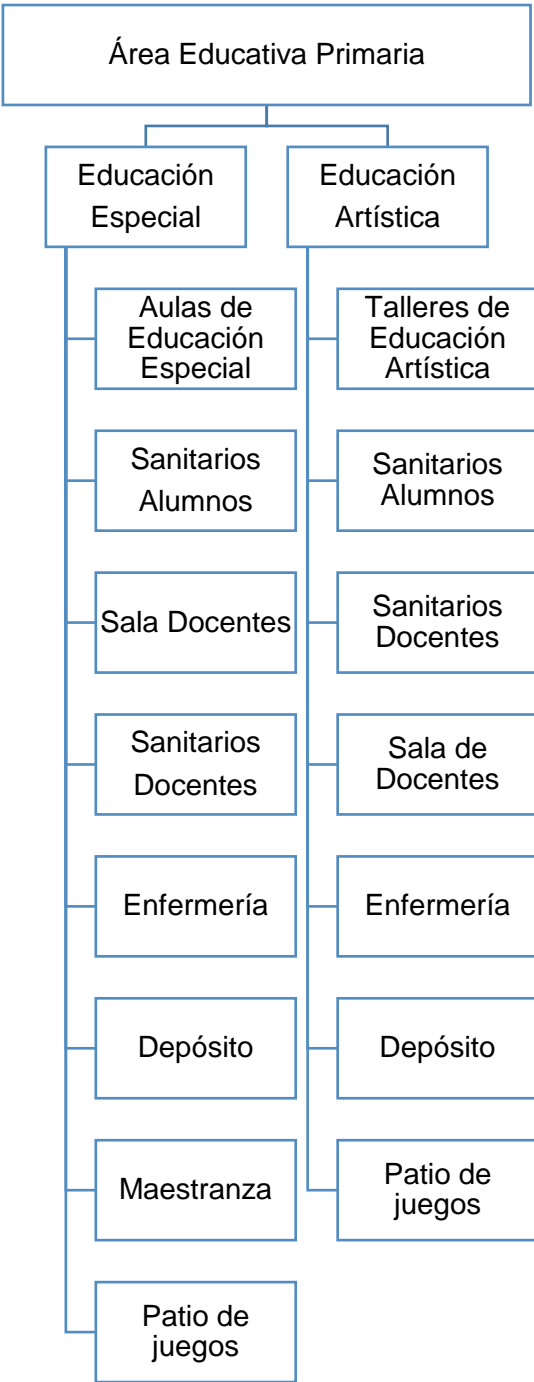 Área Educativa Primaria
Educación
Especial
Aulas de
Educación
Especial
Sanitarios
Alumnos
Sala Docentes
Sanitarios
Docentes
Enfermería
Depósito
Maestranza
Patio de
juegos
Educación
Artística
Talleres de
Educación
Artística
Sanitarios
Alumnos
Sanitarios
Docentes
Sala de
Docentes
Enfermería
Depósito
Patio de
juegos